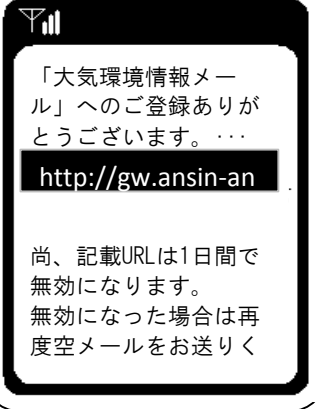 「大気環境情報メー
ル」へのご登録ありが
とうございます。･･･
http://gw.ansin-an
尚、記載URLは1日間で
無効になります。
無効になった場合は再
度空メールをお送りく